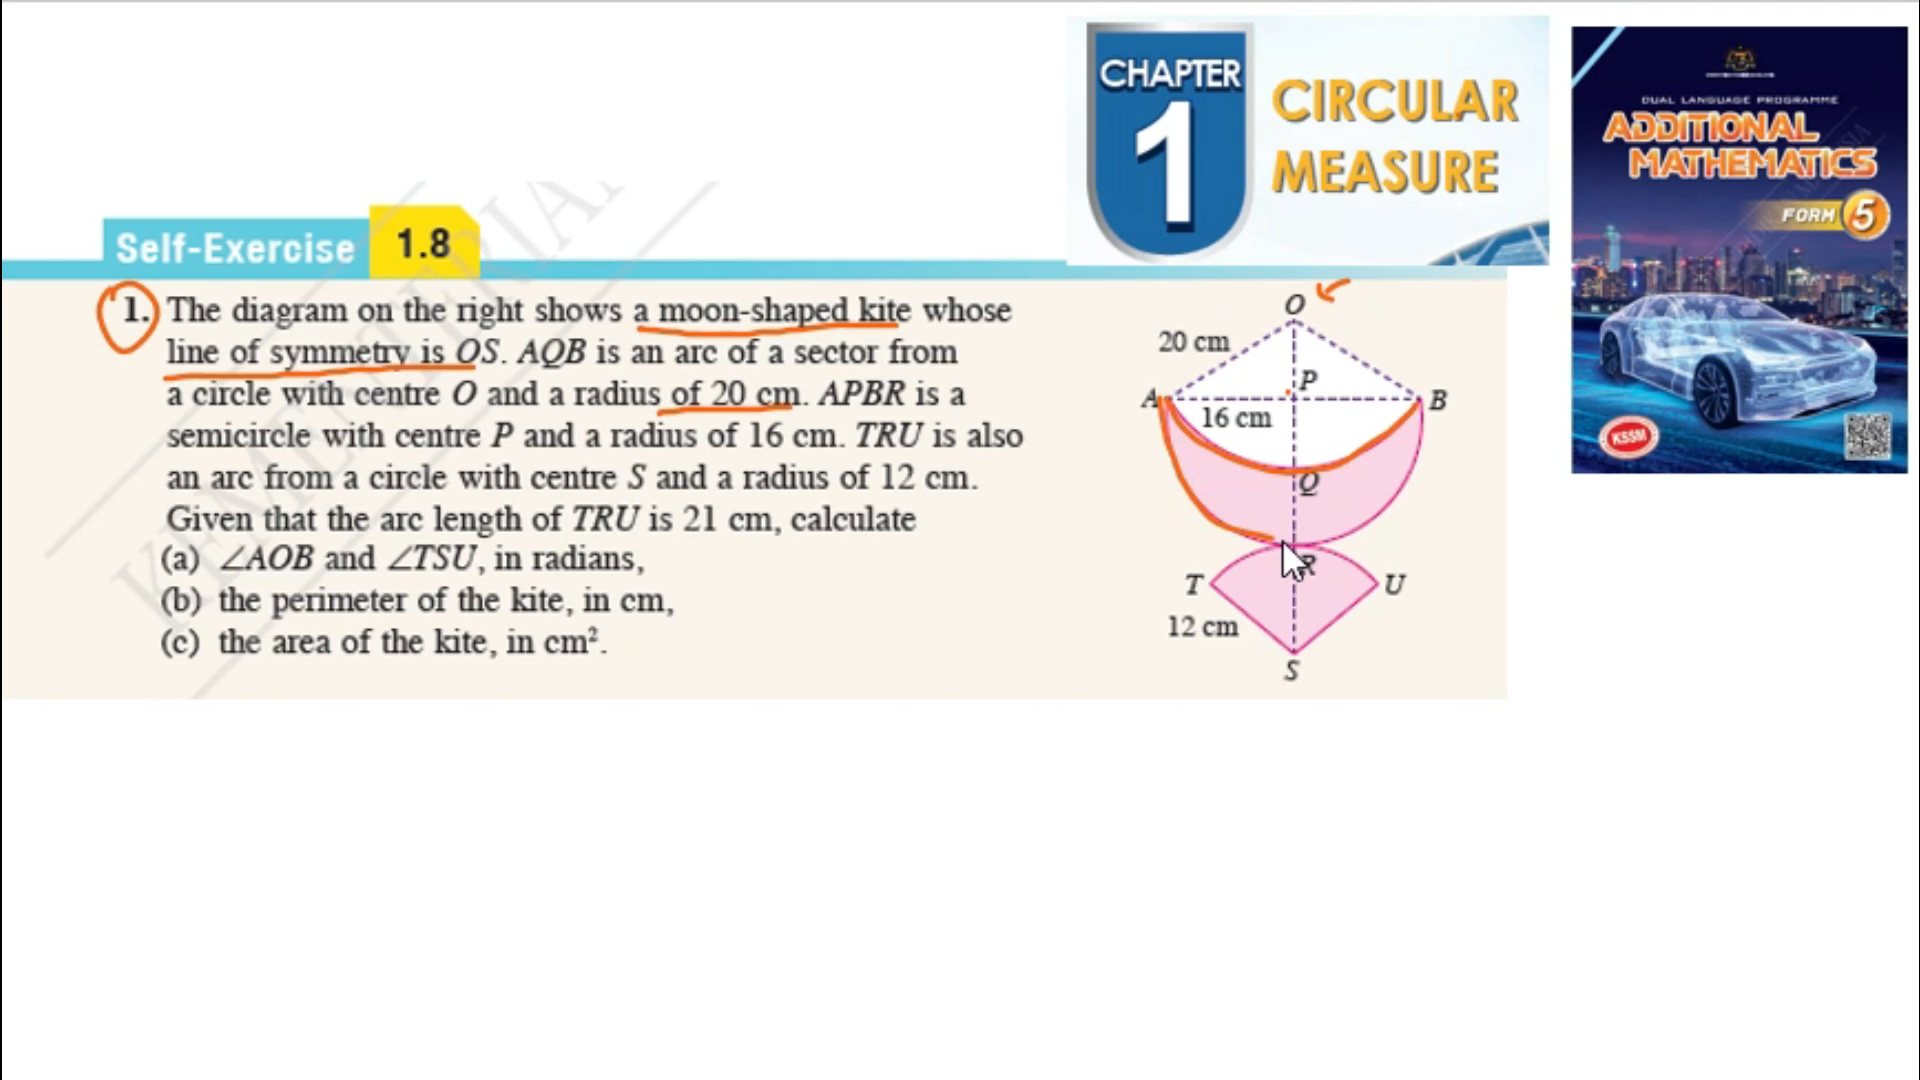 CHAPTER
1
CIRCULAR
MEASURE
DUAL LANGUAGE PROGRAMME
ADDITIONAL
MATHEMATICS
FORM 5
KSSM
Self-Exercise 1.8
1. The diagram on the right shows a moon-shaped kite whose
line of symmetry is OS. AQB is an arc of a sector from
a circle with centre O and a radius of 20 cm. APBR is a
semicircle with centre P and a radius of 16 cm. TRU is also
an arc from a circle with centre S and a radius of 12 cm.
Given that the arc length of TRU is 21 cm, calculate
(a) ∠AOB and ∠TSU, in radians,
(b) the perimeter of the kite, in cm,
(c) the area of the kite, in cm².
O
20 cm
P
A
B
16 cm
Q
R
T
U
12 cm
S